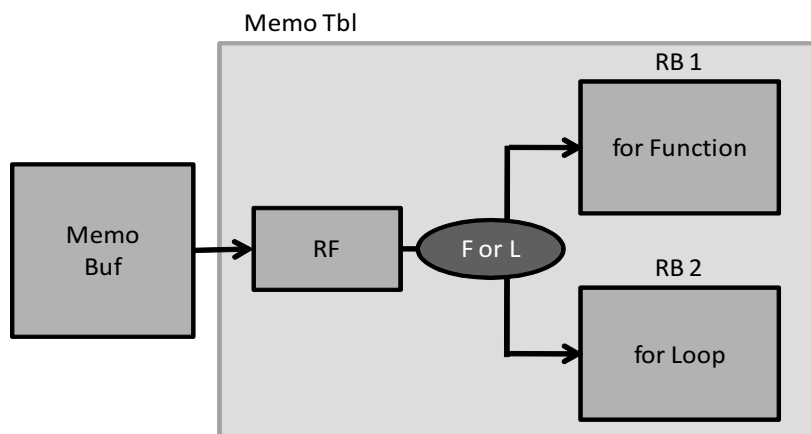 Memo Tbl
RB 1
for Function
Memo
Buf
RF
F or L
RB 2
for Loop